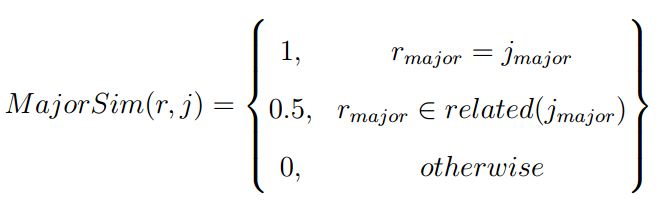 1, r_major = j_major
MajorSim(r, j) = { 0.5, r_major ∈ related(j_major) }
0, otherwise